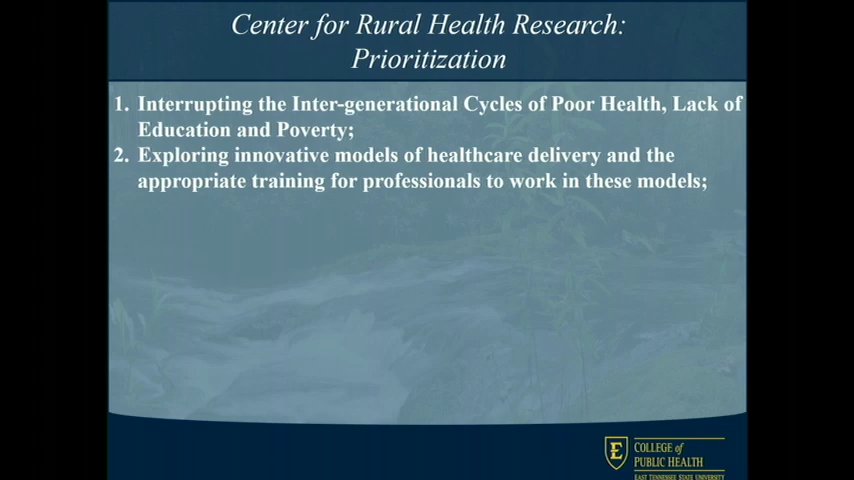 Center for Rural Health Research:
Prioritization
1. Interrupting the Inter-generational Cycles of Poor Health, Lack of
Education and Poverty;
2. Exploring innovative models of healthcare delivery and the
appropriate training for professionals to work in these models;
E
COLLEGE of
PUBLIC HEALTH
EAST TENNESSEE STATE UNIVERSITY